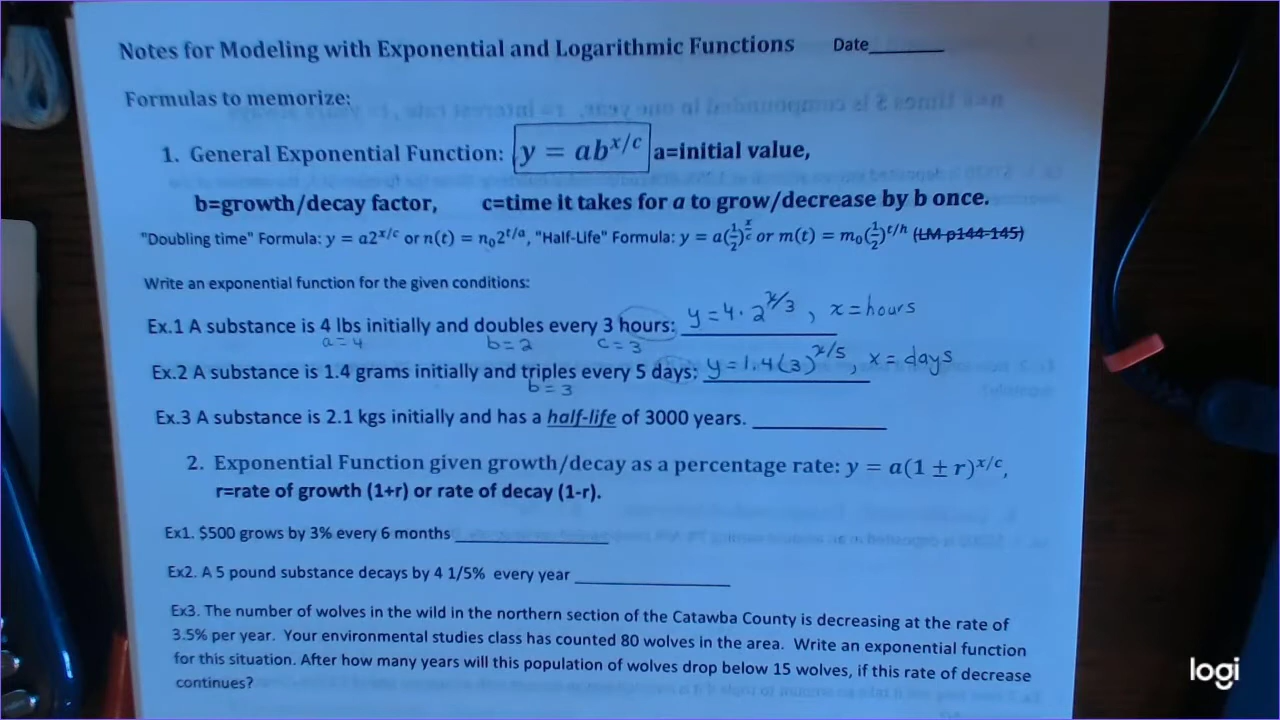 Notes for Modeling with Exponential and Logarithmic Functions Date_______
Formulas to memorize:
1. General Exponential Function: y = ab^{x/c} a=initial value,
b=growth/decay factor, c=time it takes for a to grow/decrease by b once.
"Doubling time" Formula: y = a2^{x/c} or n(t) = n₀2^{t/a}, "Half-Life" Formula: y = a(1/2)^{x/c} or m(t) = m₀(1/2)^{t/h} (LM p144-145)
Write an exponential function for the given conditions:
Ex.1 A substance is 4 lbs initially and doubles every 3 hours: y = 4 · 2^{x/3}, x = hours
a = 4 b = 2 c = 3
Ex.2 A substance is 1.4 grams initially and triples every 5 days: y = 1.4(3)^{x/5}, x = days
b = 3
Ex.3 A substance is 2.1 kgs initially and has a half-life of 3000 years. __________
2. Exponential Function given growth/decay as a percentage rate: y = a(1 ± r)^{x/c},
r=rate of growth (1+r) or rate of decay (1-r).
Ex1. $500 grows by 3% every 6 months __________
Ex2. A 5 pound substance decays by 4 1/5% every year __________
Ex3. The number of wolves in the wild in the northern section of the Catawba County is decreasing at the rate of
3.5% per year. Your environmental studies class has counted 80 wolves in the area. Write an exponential function
for this situation. After how many years will this population of wolves drop below 15 wolves, if this rate of decrease
continues?
logi